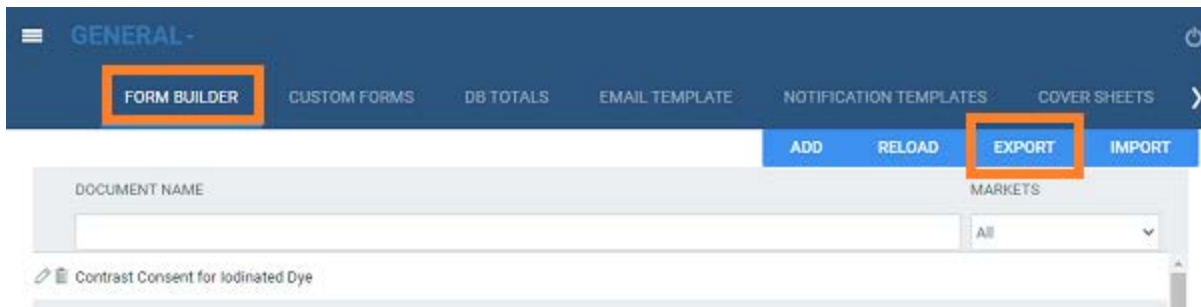 GENERAL-
FORM BUILDER CUSTOM FORMS DB TOTALS EMAIL TEMPLATE NOTIFICATION TEMPLATES COVER SHEETS
ADD RELOAD EXPORT IMPORT
DOCUMENT NAME MARKETS
All
Contrast Consent for Iodinated Dye